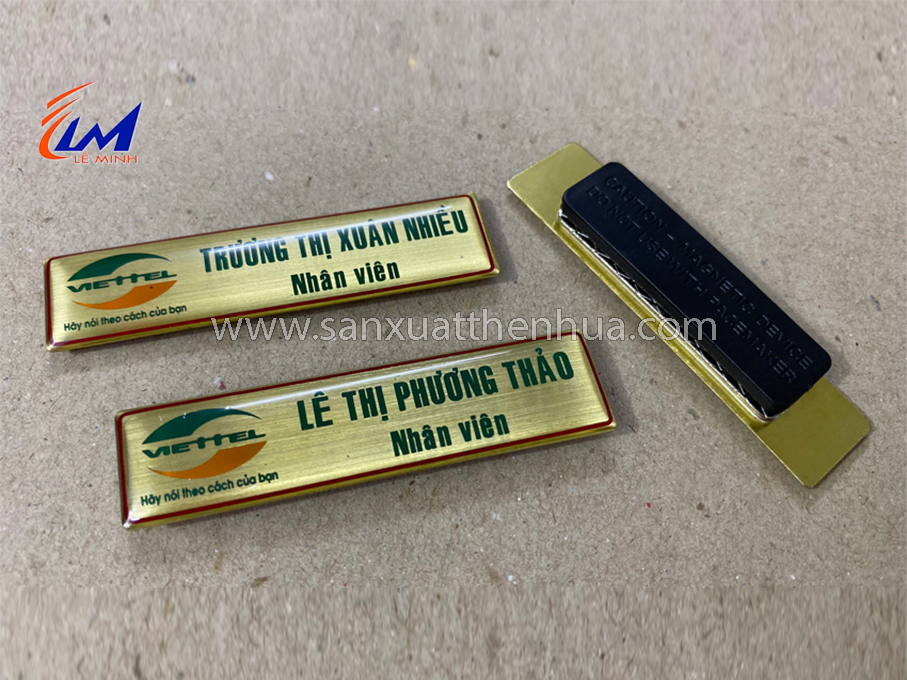 LM
LE MINH
VIETTEL
Hãy nói theo cách của bạn
TRƯƠNG THỊ XUÂN NHIỀU
Nhân viên
CAUTION - MAGNETIC DEVICE
DO NOT USE WITH PACEMAKER
www.sanxuatthenhua.com
VIETTEL
Hãy nói theo cách của bạn
LÊ THỊ PHƯƠNG THẢO
Nhân viên